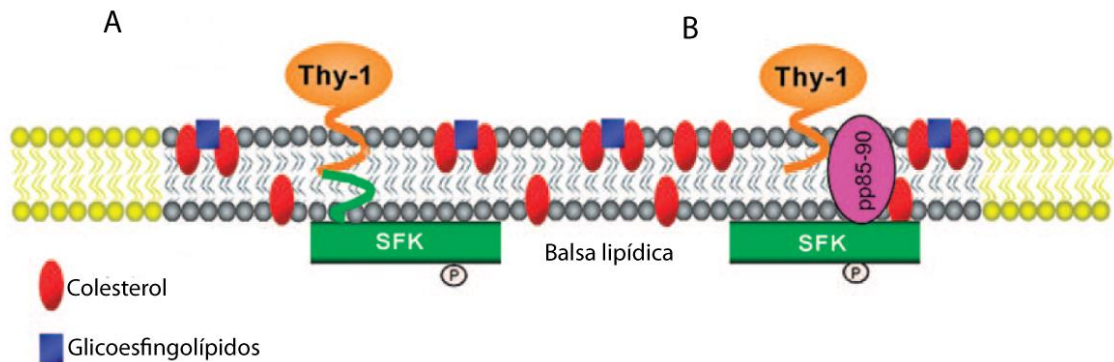 A
B
Thy-1
Thy-1
pp85-90
SFK
Balsa lipídica
SFK
P
P
Colesterol
Glicoesfingolípidos